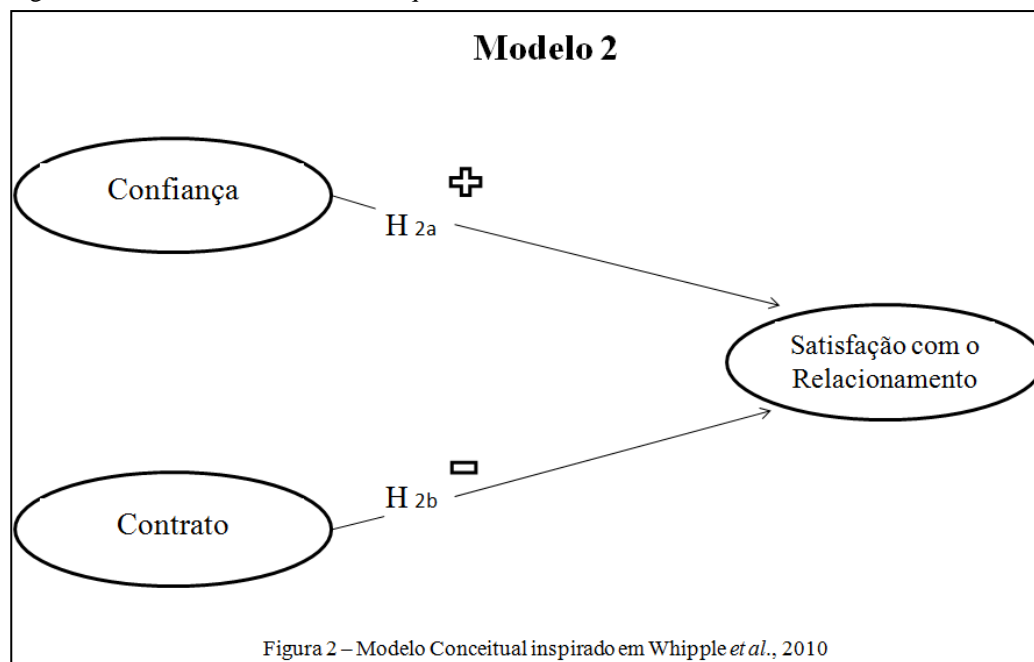 Modelo 2
Confiança
H 2a
Satisfação com o
Relacionamento
H 2b
Contrato
Figura 2 – Modelo Conceitual inspirado em Whipple et al., 2010